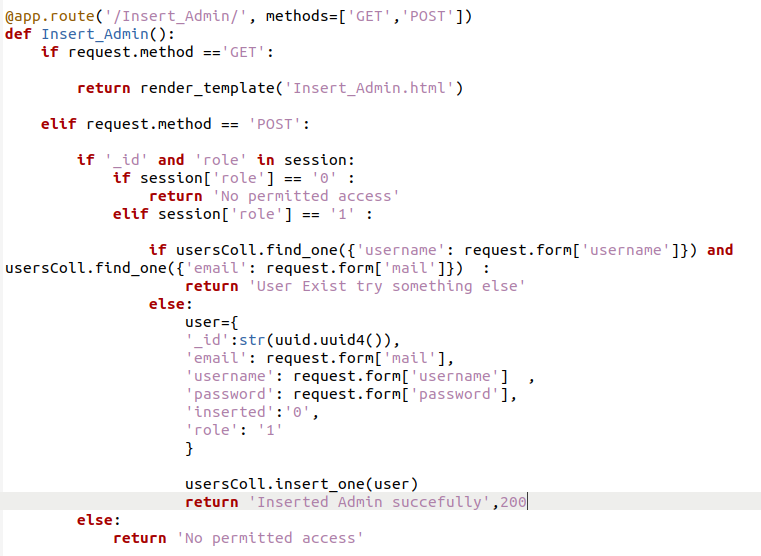 @app.route('/Insert_Admin/', methods=['GET','POST'])
def Insert_Admin():
    if request.method =='GET':
        return render_template('Insert_Admin.html')
    elif request.method == 'POST':
        if '_id' and 'role' in session:
            if session['role'] == '0' :
                return 'No permitted access'
            elif session['role'] == '1' :
                if usersColl.find_one({'username': request.form['username']}) and
usersColl.find_one({'email': request.form['mail']})  :
                    return 'User Exist try something else'
                else:
                    user={
                    '_id':str(uuid.uuid4()),
                    'email': request.form['mail'],
                    'username': request.form['username']  ,
                    'password': request.form['password'],
                    'inserted':'0',
                    'role': '1'
                    }
                    usersColl.insert_one(user)
                    return 'Inserted Admin succefully',200
        else:
            return 'No permitted access'